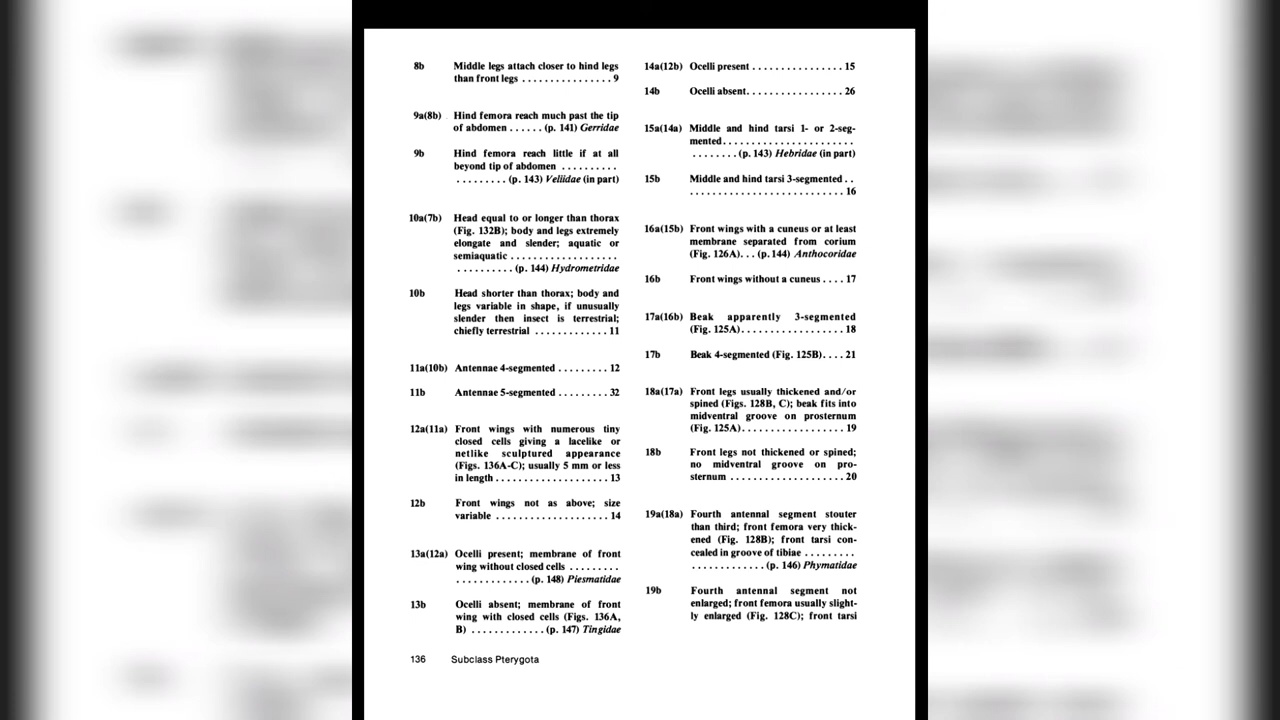 8b Middle legs attach closer to hind legs
than front legs ................ 9
9a(8b) Hind femora reach much past the tip
of abdomen ...... (p. 141) Gerridae
9b Hind femora reach little if at all
beyond tip of abdomen ..........
......... (p. 143) Veliidae (in part)
10a(7b) Head equal to or longer than thorax
(Fig. 132B); body and legs extremely
elongate and slender; aquatic or
semiaquatic ...................
.......... (p. 144) Hydrometridae
10b Head shorter than thorax; body and
legs variable in shape, if unusually
slender then insect is terrestrial;
chiefly terrestrial ............. 11
11a(10b) Antennae 4-segmented ......... 12
11b Antennae 5-segmented ......... 32
12a(11a) Front wings with numerous tiny
closed cells giving a lacelike or
netlike sculptured appearance
(Figs. 136A-C); usually 5 mm or less
in length .................... 13
12b Front wings not as above; size
variable ..................... 14
13a(12a) Ocelli present; membrane of front
wing without closed cells .........
.............. (p. 148) Piesmatidae
13b Ocelli absent; membrane of front
wing with closed cells (Figs. 136A,
B) ............. (p. 147) Tingidae
136 Subclass Pterygota
14a(12b) Ocelli present ................ 15
14b Ocelli absent................. 26
15a(14a) Middle and hind tarsi 1- or 2-seg-
mented.......................
........ (p. 143) Hebridae (in part)
15b Middle and hind tarsi 3-segmented ..
........................... 16
16a(15b) Front wings with a cuneus or at least
membrane separated from corium
(Fig. 126A)... (p. 144) Anthocoridae
16b Front wings without a cuneus .... 17
17a(16b) Beak apparently 3-segmented
(Fig. 125A).................. 18
17b Beak 4-segmented (Fig. 125B).... 21
18a(17a) Front legs usually thickened and/or
spined (Figs. 128B, C); beak fits into
midventral groove on prosternum
(Fig. 125A).................. 19
18b Front legs not thickened or spined;
no midventral groove on pro-
sternum .................... 20
19a(18a) Fourth antennal segment stouter
than third; front femora very thick-
ened (Fig. 128B); front tarsi con-
cealed in groove of tibiae .........
............. (p. 146) Phymatidae
19b Fourth antennal segment not
enlarged; front femora usually slight-
ly enlarged (Fig. 128C); front tarsi